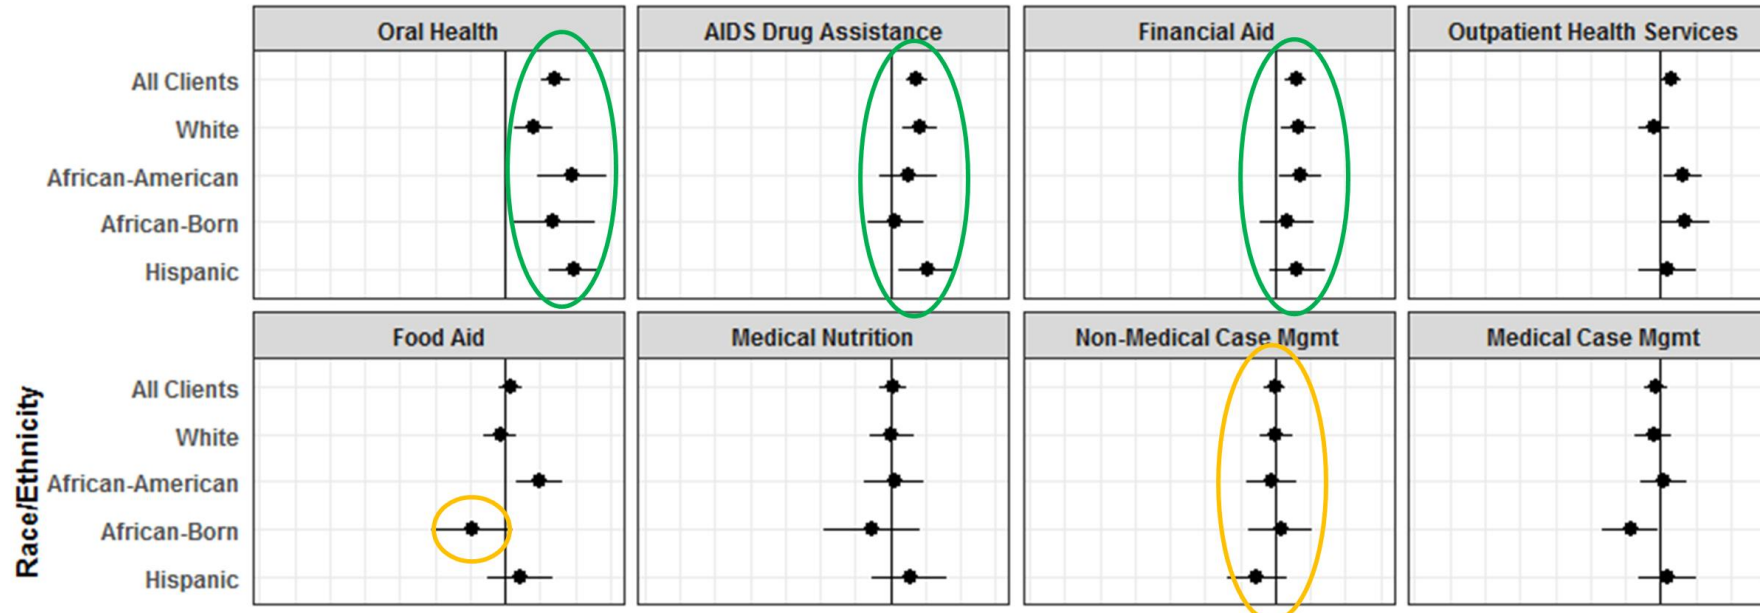 Oral Health
AIDS Drug Assistance
Financial Aid
Outpatient Health Services
All Clients
White
African-American
African-Born
Hispanic
Food Aid
Medical Nutrition
Non-Medical Case Mgmt
Medical Case Mgmt
Race/Ethnicity
All Clients
White
African-American
African-Born
Hispanic